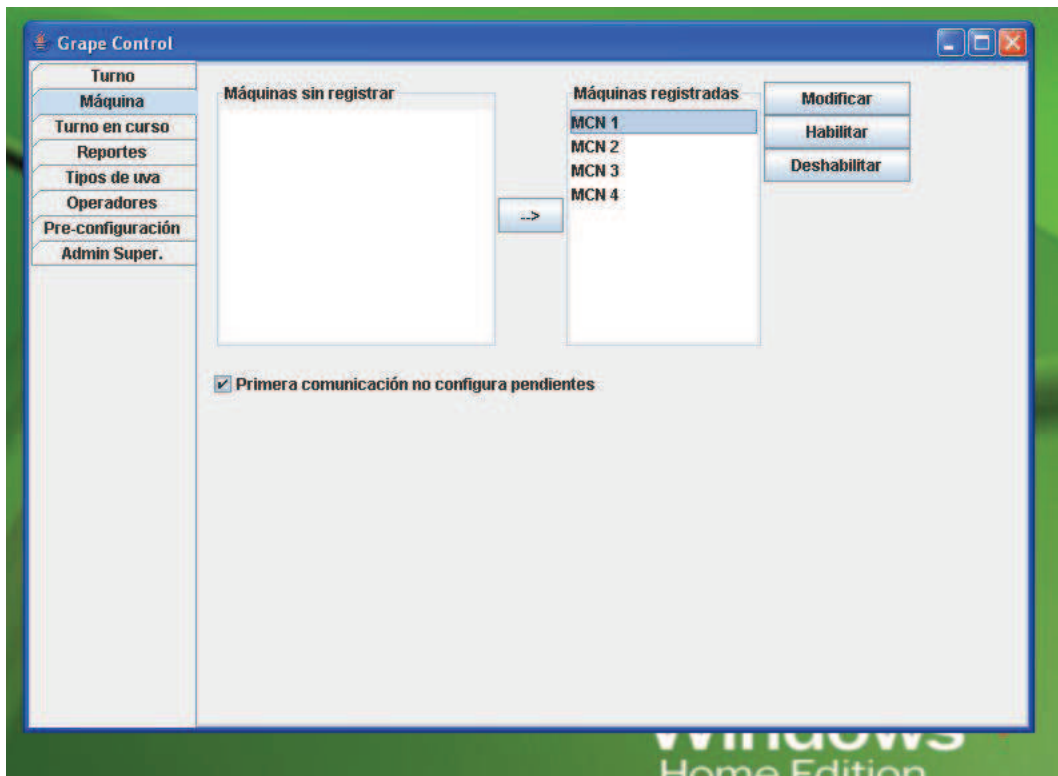 Grape Control
Turno
Máquina
Turno en curso
Reportes
Tipos de uva
Operadores
Pre-configuración
Admin Super.
Máquinas sin registrar
-->
Máquinas registradas
MCN 1
MCN 2
MCN 3
MCN 4
Modificar
Habilitar
Deshabilitar
Primera comunicación no configura pendientes
Windows
Home Edition